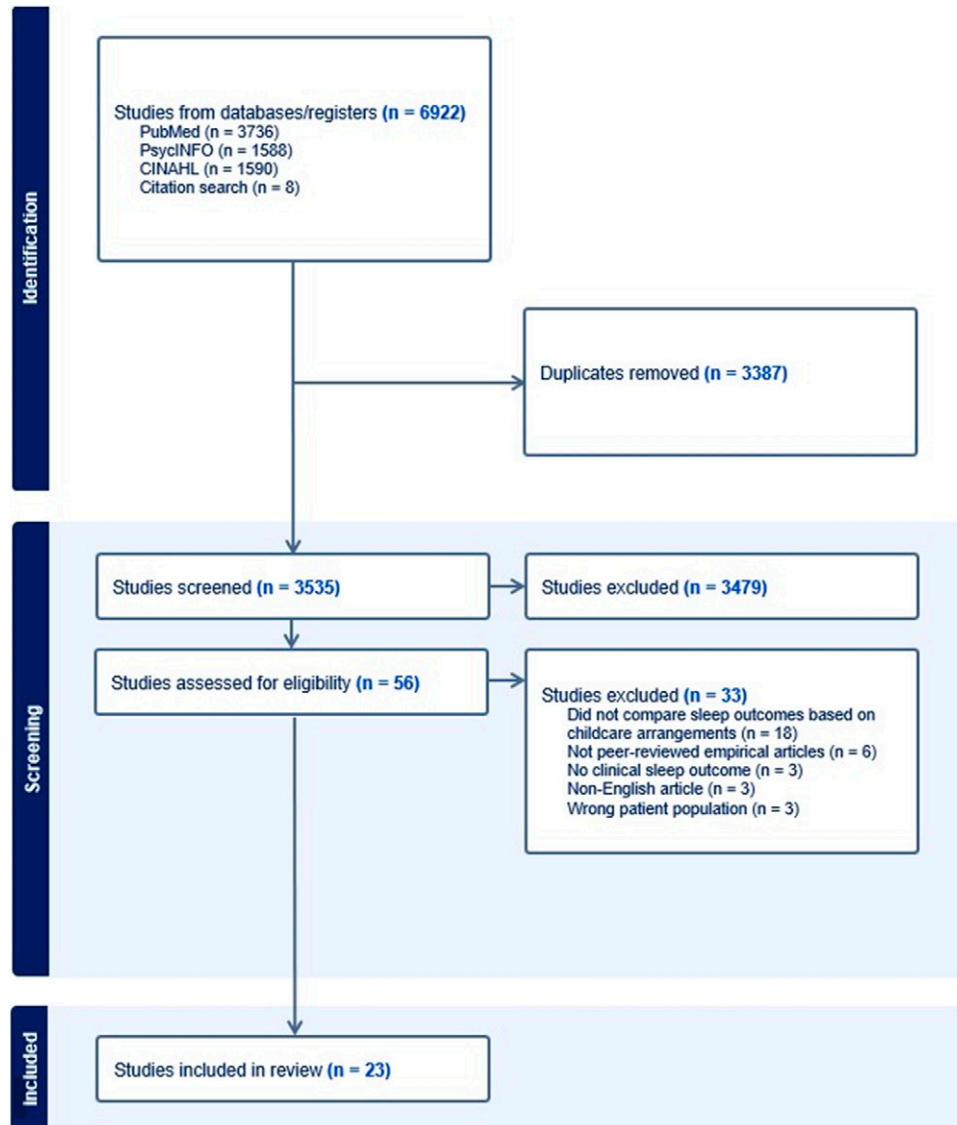 Identification
Studies from databases/registers (n = 6922)
PubMed (n = 3736)
PsycINFO (n = 1588)
CINAHL (n = 1590)
Citation search (n = 8)
Duplicates removed (n = 3387)
Screening
Studies screened (n = 3535)
Studies excluded (n = 3479)
Studies assessed for eligibility (n = 56)
Studies excluded (n = 33)
Did not compare sleep outcomes based on
childcare arrangements (n = 18)
Not peer-reviewed empirical articles (n = 6)
No clinical sleep outcome (n = 3)
Non-English article (n = 3)
Wrong patient population (n = 3)
Included
Studies included in review (n = 23)